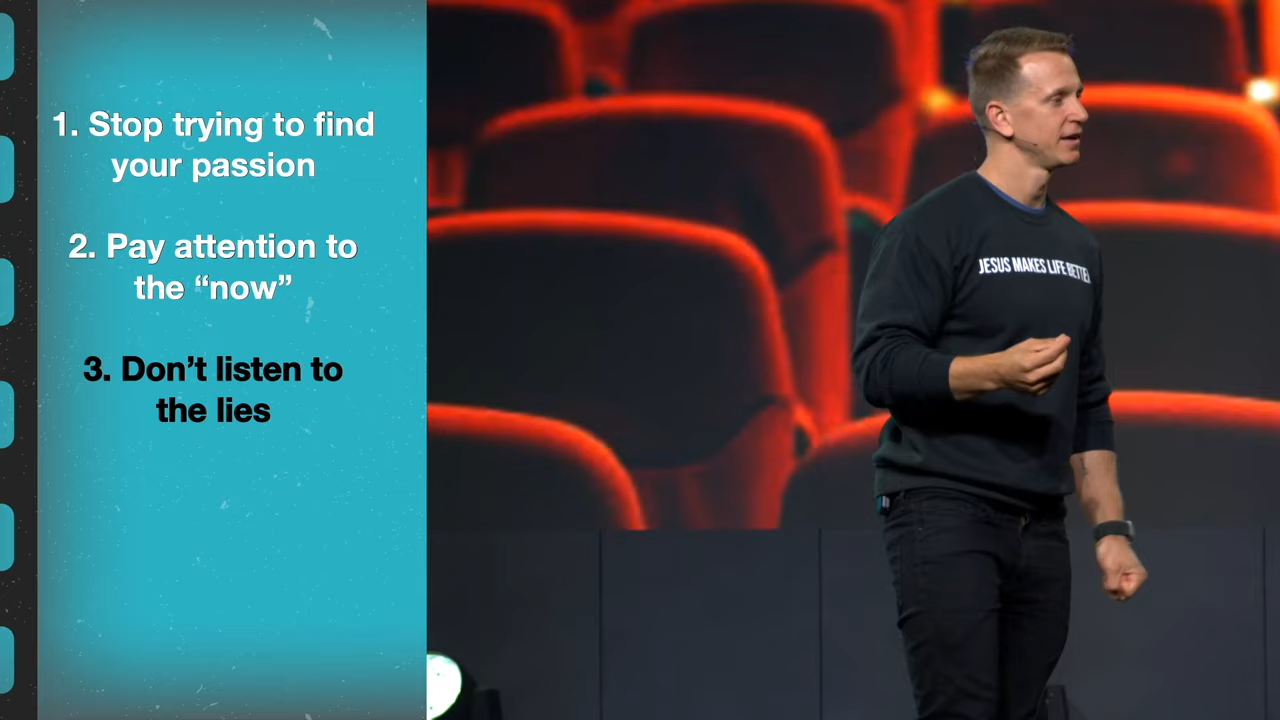 1. Stop trying to find
your passion
2. Pay attention to
the “now”
3. Don’t listen to
the lies
JESUS MAKES LIFE BETTER